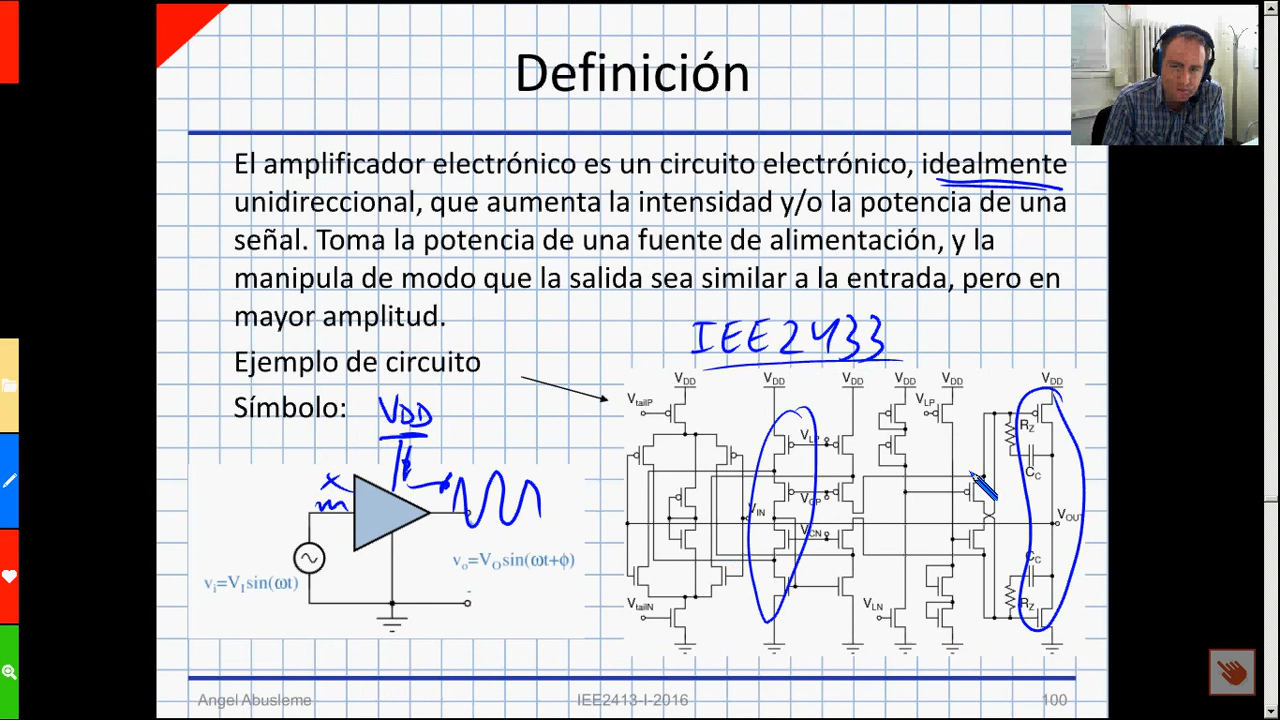 Definición
El amplificador electrónico es un circuito electrónico, idealmente
unidireccional, que aumenta la intensidad y/o la potencia de una
señal. Toma la potencia de una fuente de alimentación, y la
manipula de modo que la salida sea similar a la entrada, pero en
mayor amplitud.
IEE2433
Ejemplo de circuito
Símbolo:
VDD
vi=VIsin(ωt)
vo=VOsin(ωt+ϕ)
-
VDD VDD VDD VDD VDD VDD
VtailP
VLP
VLP
RZ
CC
VCP
VIN
VOUT
VCN
CC
RZ
VtailN
VLN
Angel Abusleme IEE2413-I-2016 100